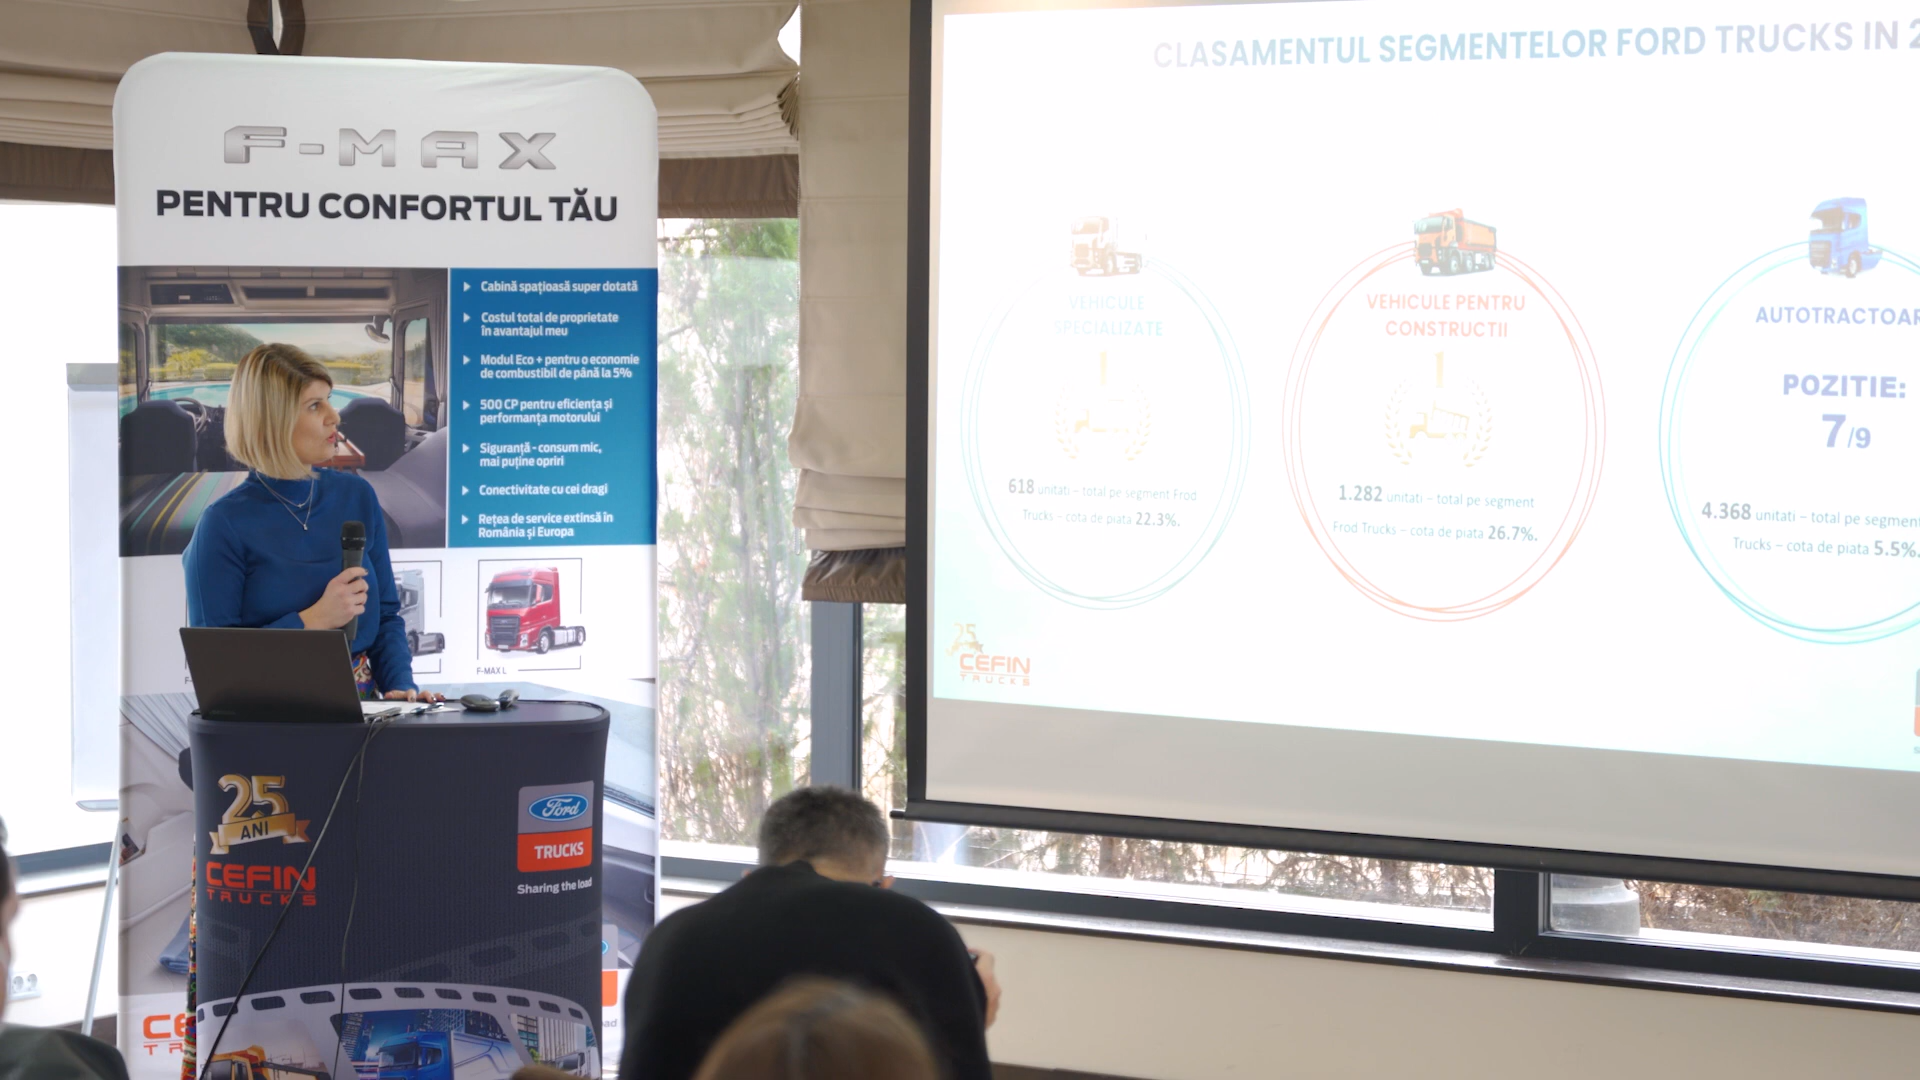 F-MAX
PENTRU CONFORTUL TĂU
Cabină spațioasă super dotată
Costul total de proprietate
în avantajul meu
Modul Eco + pentru o economie
de combustibil de până la 5%
500 CP pentru eficiența și
performanța motorului
Siguranță - consum mic,
mai puține opriri
Conectivitate cu cei dragi
Rețea de service extinsă în
România și Europa
F-MAX L
25
ANI
CEFIN
TRUCKS
Ford
TRUCKS
Sharing the load
CLASAMENTUL SEGMENTELOR FORD TRUCKS IN 2
VEHICULE
SPECIALIZATE
1
618 unitati – total pe segment Frod
Trucks – cota de piata 22.3%.
VEHICULE PENTRU
CONSTRUCTII
1
1.282 unitati – total pe segment
Frod Trucks – cota de piata 26.7%.
AUTOTRACTOAR
POZITIE:
7/9
4.368 unitati – total pe segment
Trucks – cota de piata 5.5%.
25
CEFIN
TRUCKS